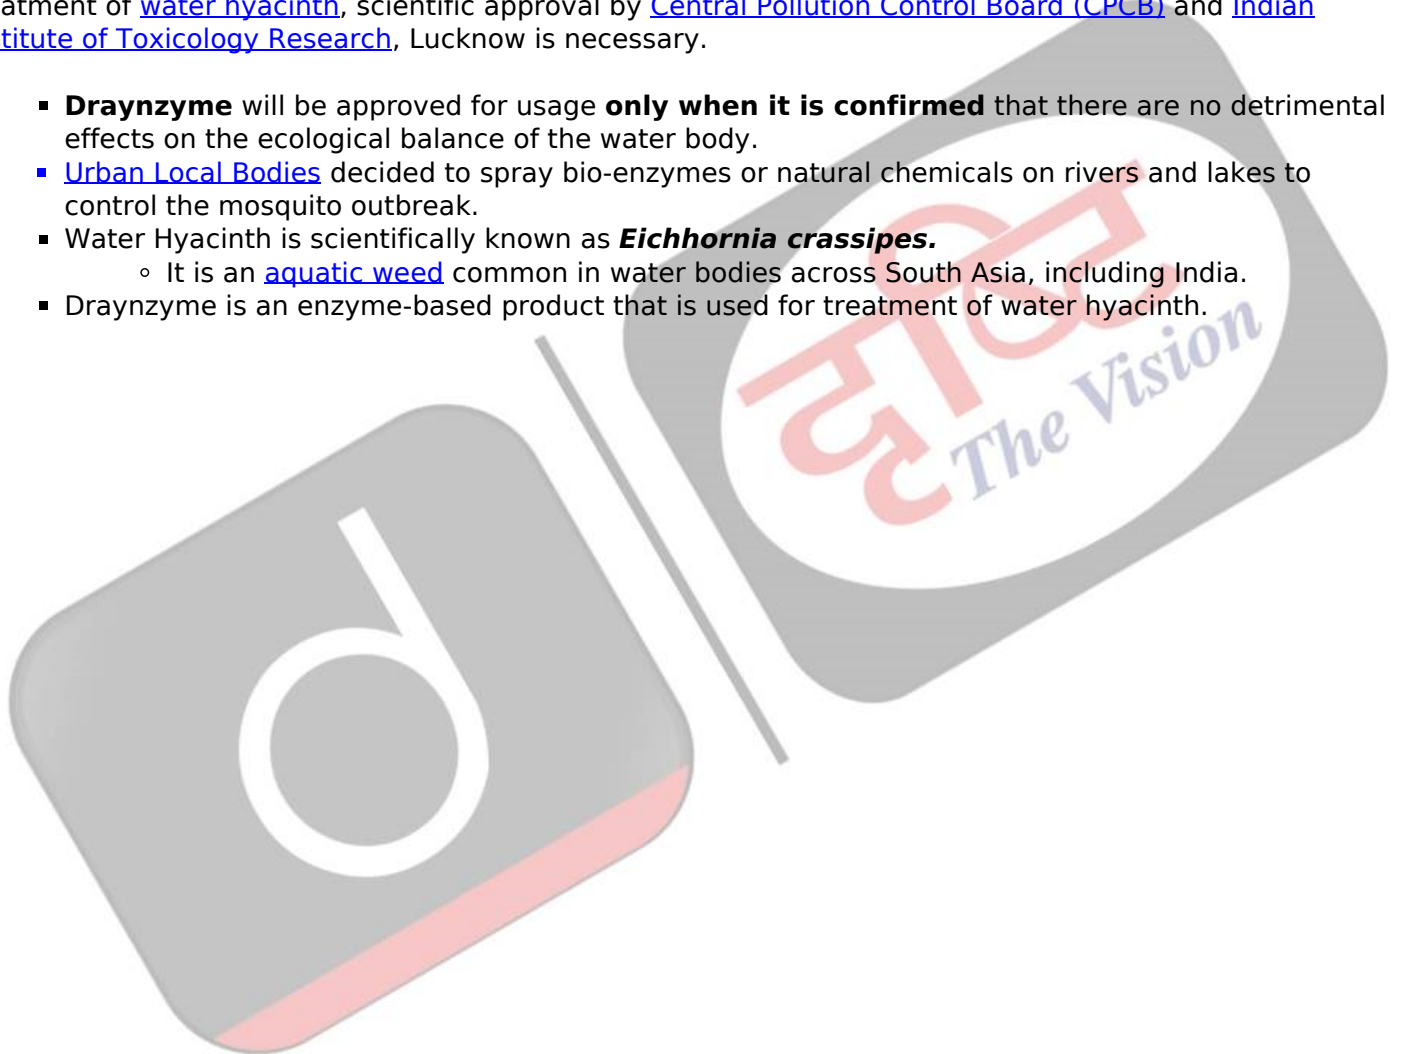 atment of water hyacinth, scientific approval by Central Pollution Control Board (CPCB) and Indian
titute of Toxicology Research, Lucknow is necessary.
Draynzyme will be approved for usage only when it is confirmed that there are no detrimental
effects on the ecological balance of the water body.
Urban Local Bodies decided to spray bio-enzymes or natural chemicals on rivers and lakes to
control the mosquito outbreak.
Water Hyacinth is scientifically known as Eichhornia crassipes.
It is an aquatic weed common in water bodies across South Asia, including India.
Draynzyme is an enzyme-based product that is used for treatment of water hyacinth.
दृष्टि
The Vision
d